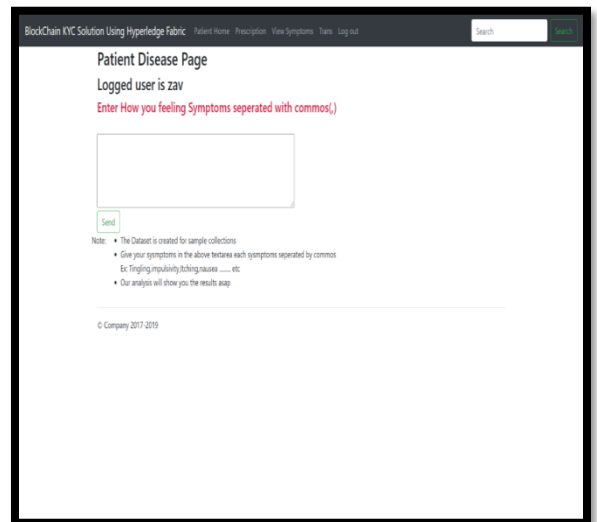 BlockChain KYC Solution Using Hyperledge Fabric Patient Home Prescription View Symptoms Trans Log out Search Search
Patient Disease Page
Logged user is zav
Enter How you feeling Symptoms seperated with commos(,)
Send
Note: • The Dataset is created for sample collections
• Give your sysmptoms in the above textarea each sysmptoms seperated by commos
Ex: Tingling,impulsivity,Itching,nausea ....... etc
• Our analysis will show you the results asap
© Company 2017-2019